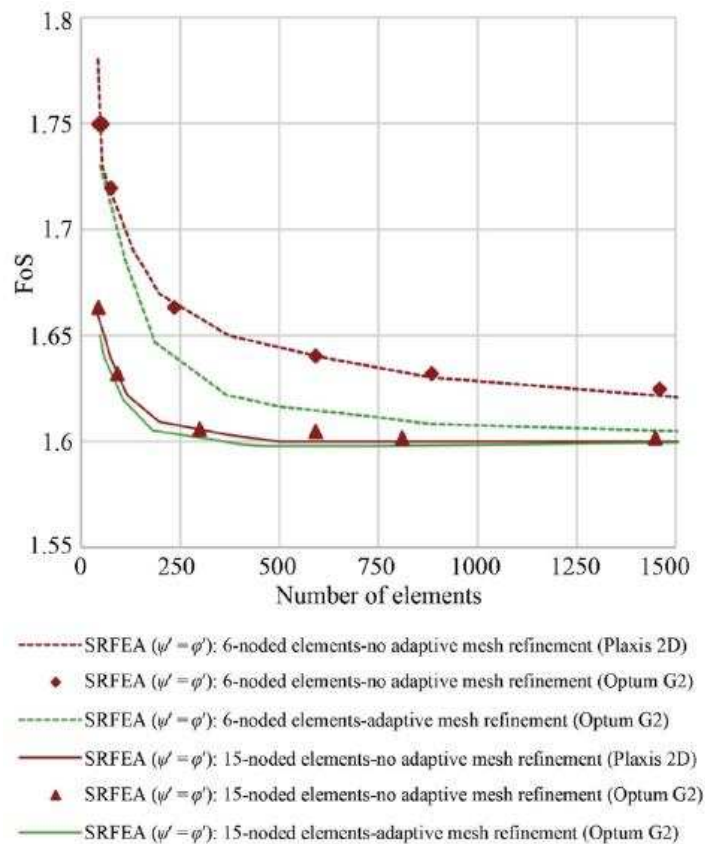 1.8
1.75
1.7
1.65
1.6
1.55
FoS
0 250 500 750 1000 1250 1500
Number of elements
SRFEA (ψ′ = φ′): 6-noded elements-no adaptive mesh refinement (Plaxis 2D)
SRFEA (ψ′ = φ′): 6-noded elements-no adaptive mesh refinement (Optum G2)
SRFEA (ψ′ = φ′): 6-noded elements-adaptive mesh refinement (Optum G2)
SRFEA (ψ′ = φ′): 15-noded elements-no adaptive mesh refinement (Plaxis 2D)
SRFEA (ψ′ = φ′): 15-noded elements-no adaptive mesh refinement (Optum G2)
SRFEA (ψ′ = φ′): 15-noded elements-adaptive mesh refinement (Optum G2)